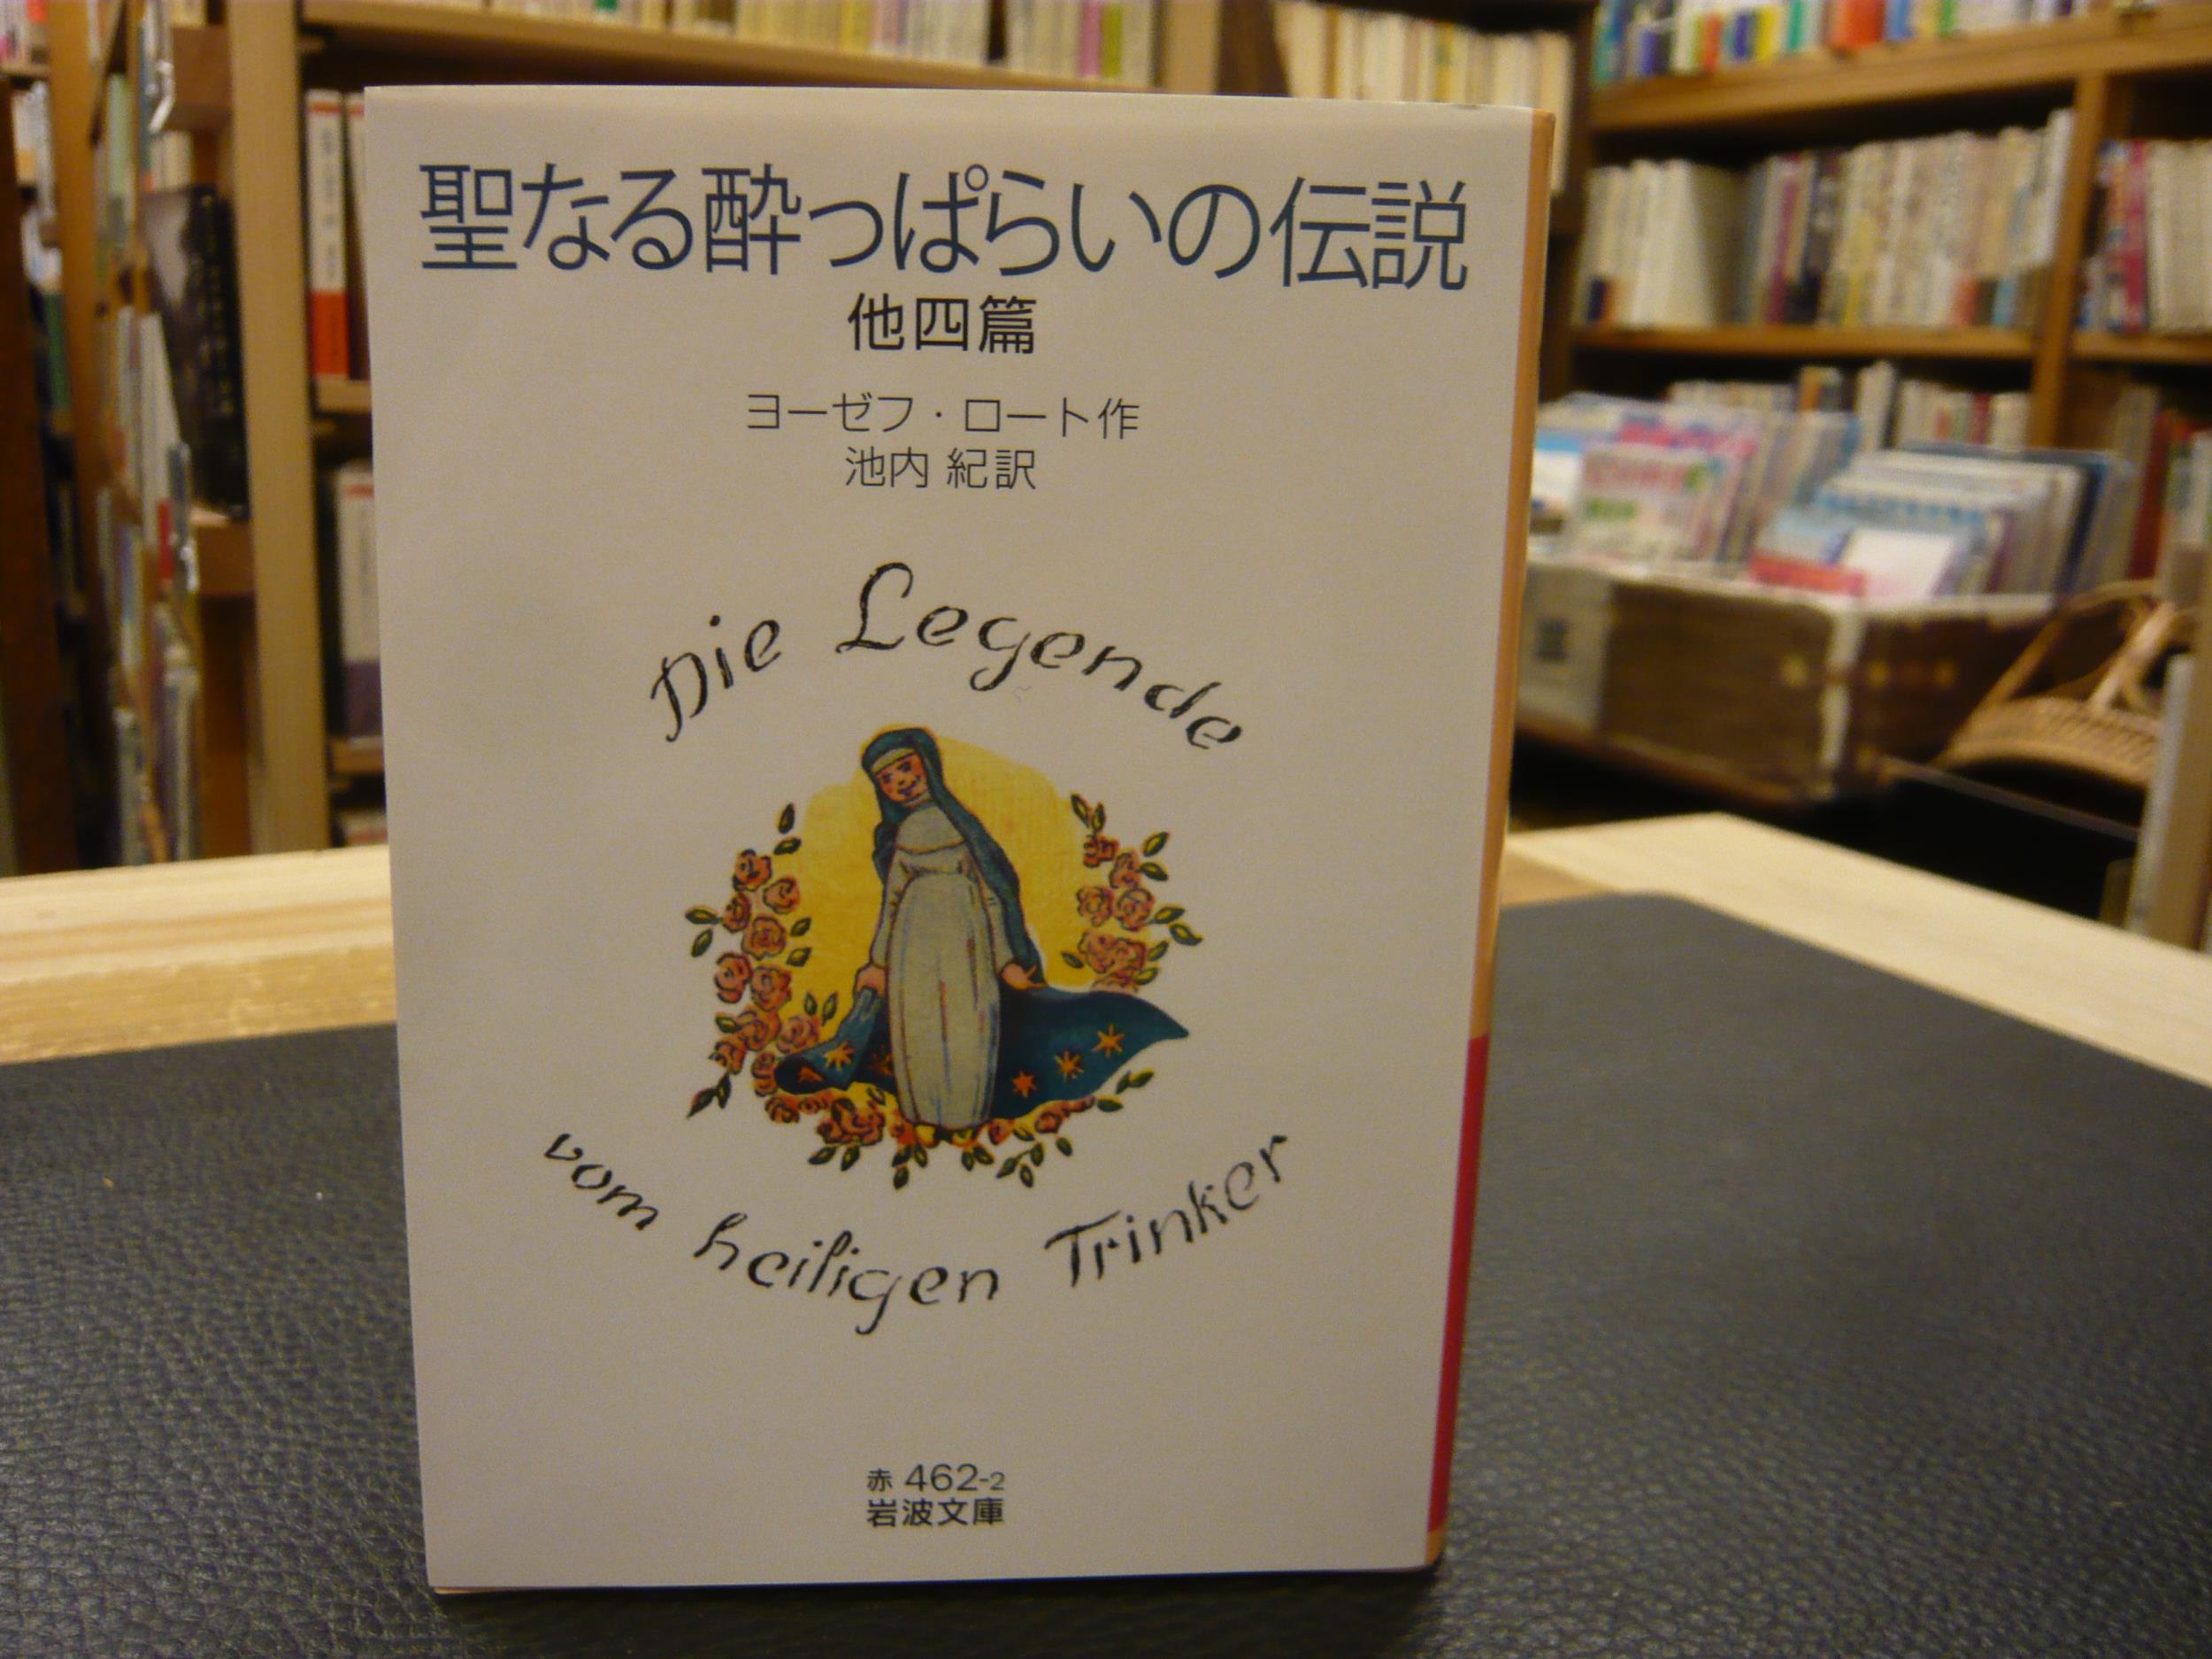 聖なる酔っぱらいの伝説
他四篇
ヨーゼフ・ロート作
池内 紀訳
Die Legende
vom heiligen Trinker
赤 462-2
岩波文庫